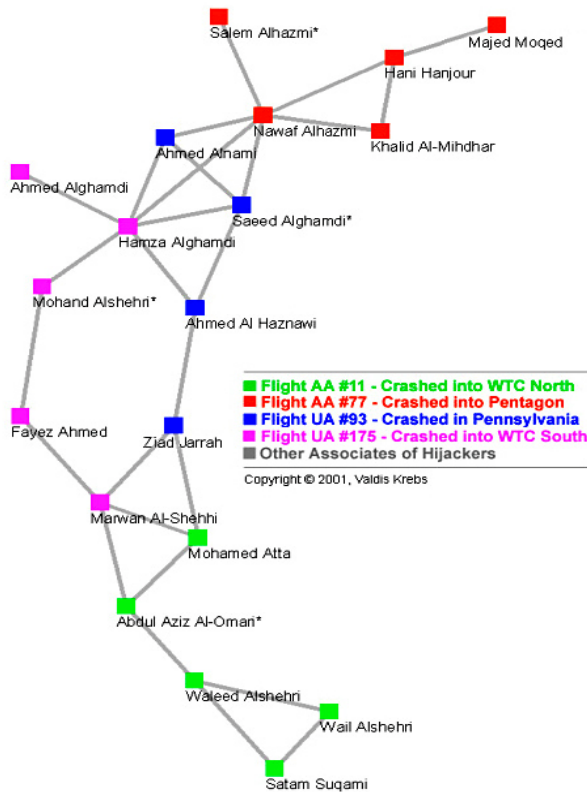 Salem Alhazmi*
Majed Moqed
Hani Hanjour
Nawaf Alhazmi
Khalid Al-Mihdhar
Ahmed Alnami
Ahmed Alghamdi
Saeed Alghamdi*
Hamza Alghamdi
Mohand Alshehri*
Ahmed Al Haznawi
Flight AA #11 - Crashed into WTC North
Flight AA #77 - Crashed into Pentagon
Flight UA #93 - Crashed in Pennsylvania
Flight UA #175 - Crashed into WTC South
Other Associates of Hijackers
Copyright © 2001, Valdis Krebs
Fayez Ahmed
Ziad Jarrah
Marwan Al-Shehhi
Mohamed Atta
Abdul Aziz Al-Omari*
Waleed Alshehri
Wail Alshehri
Satam Suqami